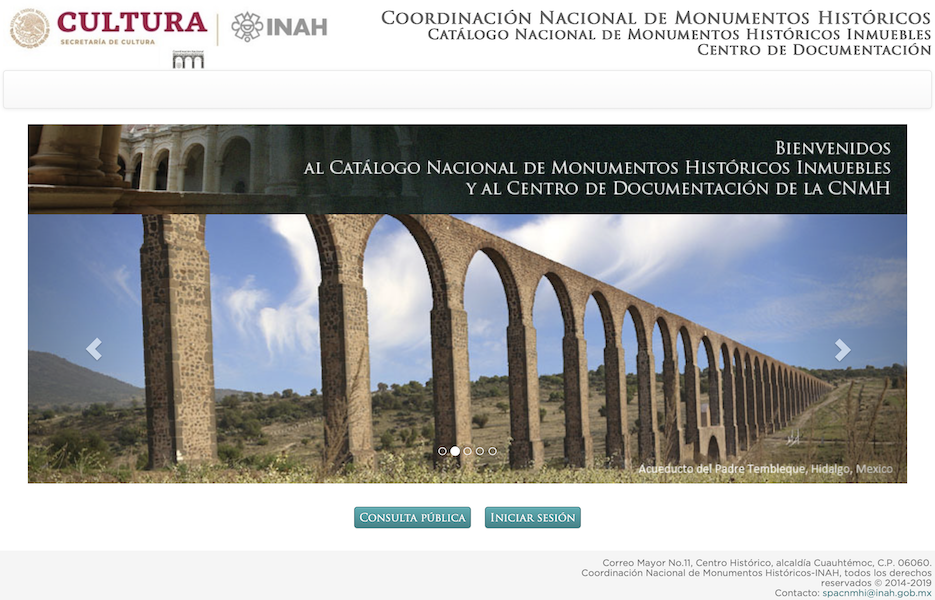 CULTURA
SECRETARÍA DE CULTURA
INAH
Coordinación Nacional de Monumentos Históricos
Catálogo Nacional de Monumentos Históricos Inmuebles
Centro de Documentación
Bienvenidos
al Catálogo Nacional de Monumentos Históricos Inmuebles
y al Centro de Documentación de la CNMH
Acueducto del Padre Tembleque, Hidalgo, Mexico
Consulta pública
Iniciar sesión
Correo Mayor No.11, Centro Histórico, alcaldía Cuauhtémoc, C.P. 06060.
Coordinación Nacional de Monumentos Históricos-INAH, todos los derechos
reservados © 2014-2019
Contacto: spacnmhi@inah.gob.mx